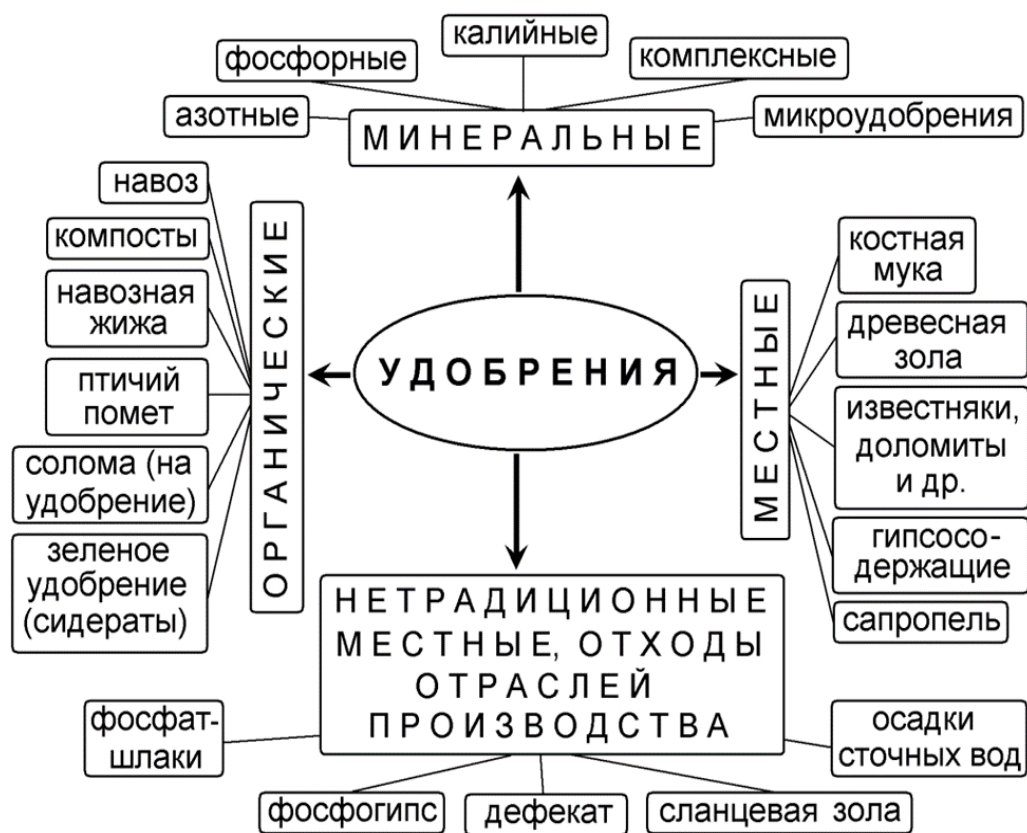 калийные
фосфорные
комплексные
азотные
микроудобрения
МИНЕРАЛЬНЫЕ
навоз
компосты
навозная
жижа
птичий
помет
солома (на
удобрение)
зеленое
удобрение
(сидераты)
ОРГАНИЧЕСКИЕ
УДОБРЕНИЯ
МЕСТНЫЕ
костная
мука
древесная
зола
известняки,
доломиты
и др.
гипсосо-
держащие
сапропель
НЕТРАДИЦИОННЫЕ
МЕСТНЫЕ, ОТХОДЫ
ОТРАСЛЕЙ
ПРОИЗВОДСТВА
фосфат-
шлаки
фосфогипс
дефекат
сланцевая зола
осадки
сточных вод